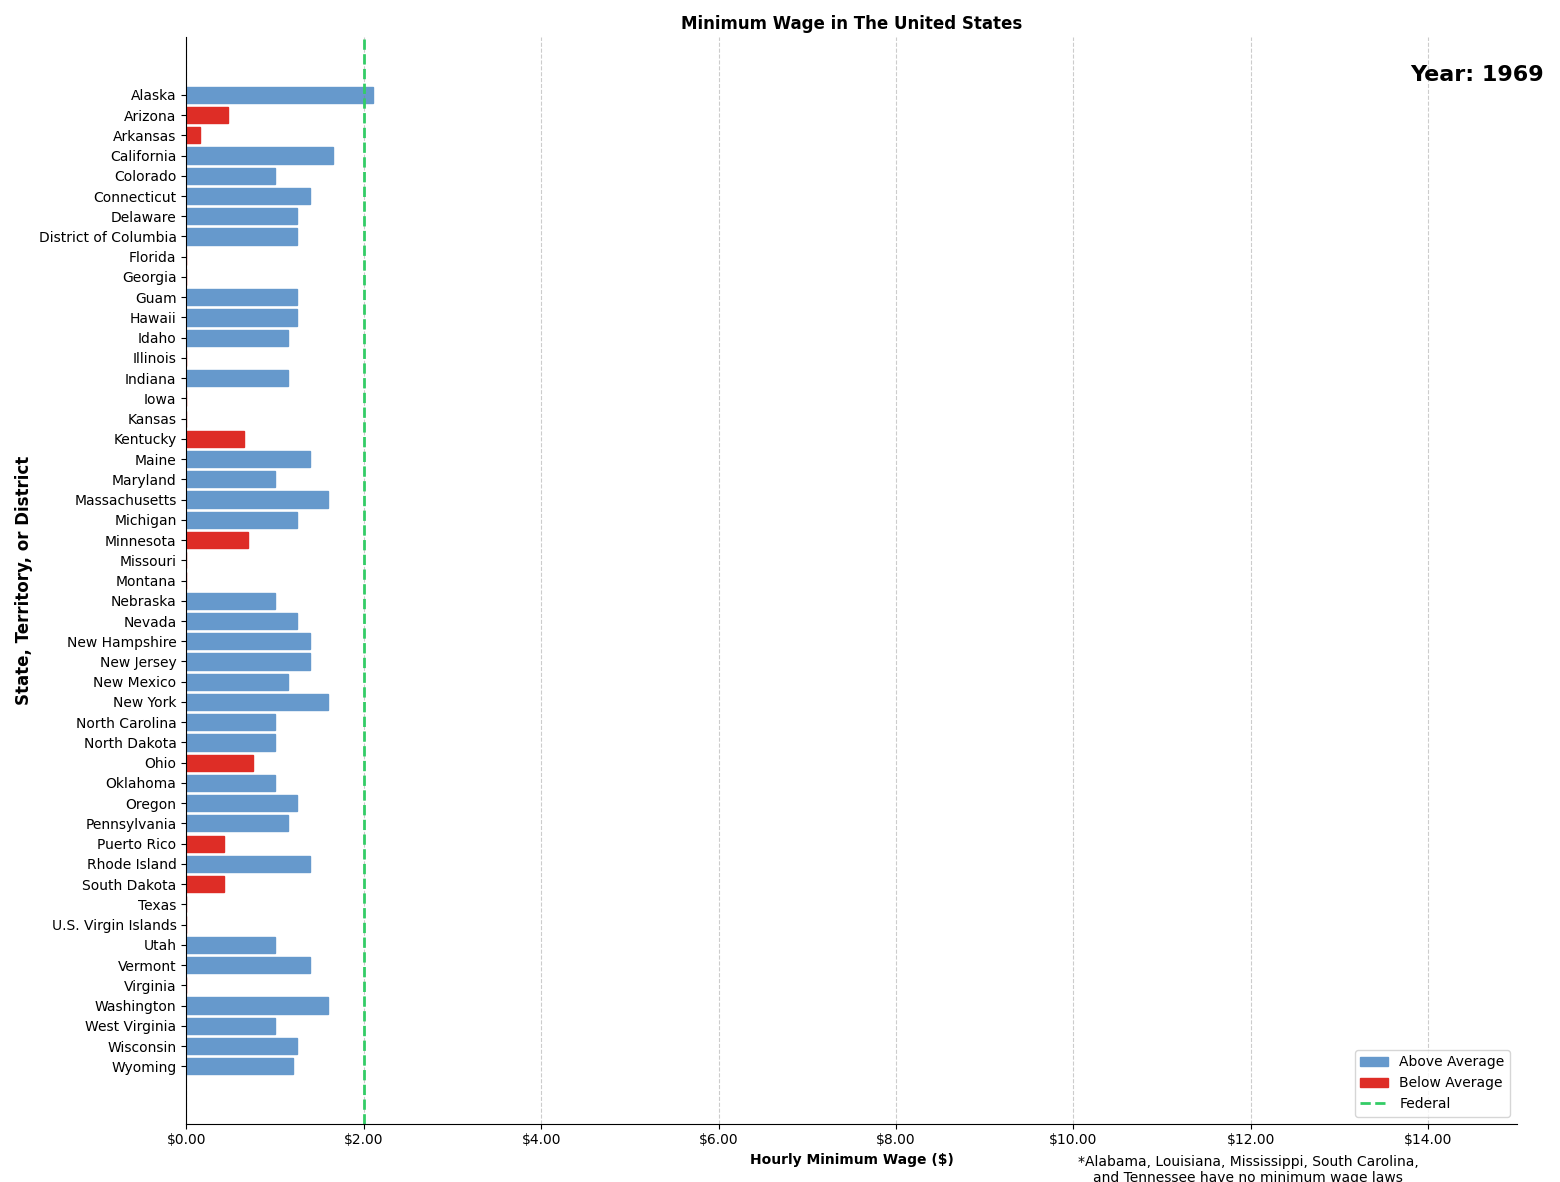 Minimum Wage in The United States
Year: 1969
State, Territory, or District
Alaska
Arizona
Arkansas
California
Colorado
Connecticut
Delaware
District of Columbia
Florida
Georgia
Guam
Hawaii
Idaho
Illinois
Indiana
Iowa
Kansas
Kentucky
Maine
Maryland
Massachusetts
Michigan
Minnesota
Missouri
Montana
Nebraska
Nevada
New Hampshire
New Jersey
New Mexico
New York
North Carolina
North Dakota
Ohio
Oklahoma
Oregon
Pennsylvania
Puerto Rico
Rhode Island
South Dakota
Texas
U.S. Virgin Islands
Utah
Vermont
Virginia
Washington
West Virginia
Wisconsin
Wyoming
Above Average
Below Average
Federal
$0.00 $2.00 $4.00 $6.00 $8.00 $10.00 $12.00 $14.00
Hourly Minimum Wage ($)
*Alabama, Louisiana, Mississippi, South Carolina,
and Tennessee have no minimum wage laws